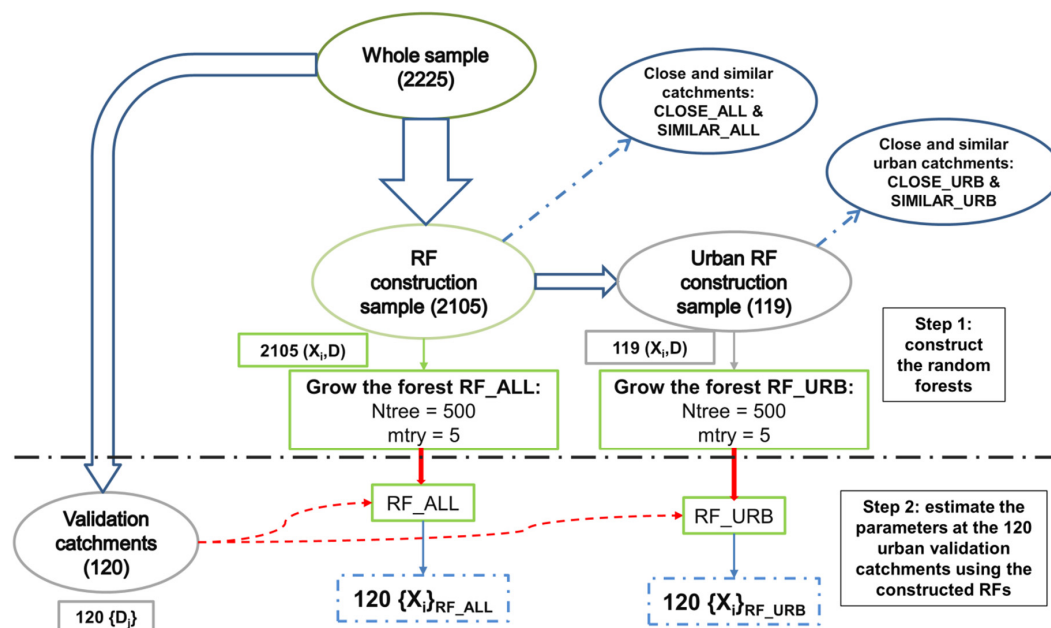 Whole sample
(2225)
Close and similar
catchments:
CLOSE_ALL &
SIMILAR_ALL
Close and similar
urban catchments:
CLOSE_URB &
SIMILAR_URB
RF
construction
sample (2105)
Urban RF
construction
sample (119)
2105 (Xi,D)
119 (Xi,D)
Step 1:
construct
the random
forests
Grow the forest RF_ALL:
Ntree = 500
mtry = 5
Grow the forest RF_URB:
Ntree = 500
mtry = 5
Validation
catchments
(120)
RF_ALL
RF_URB
Step 2: estimate the
parameters at the 120
urban validation
catchments using the
constructed RFs
120 {Di}
120 {Xi}RF_ALL
120 {Xi}RF_URB